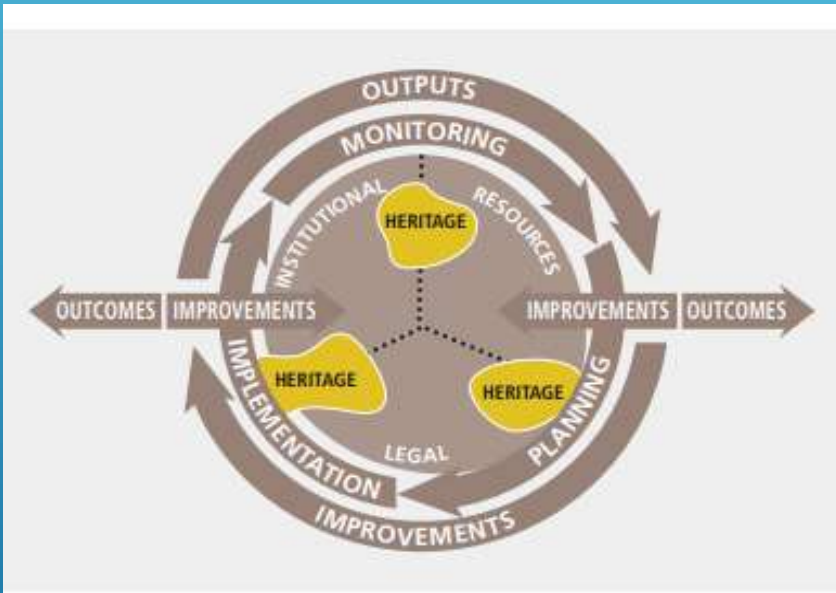 OUTPUTS
MONITORING
INSTITUTIONAL
RESOURCES
HERITAGE
OUTCOMES
IMPROVEMENTS
IMPROVEMENTS
OUTCOMES
HERITAGE
HERITAGE
IMPLEMENTATION
PLANNING
LEGAL
IMPROVEMENTS